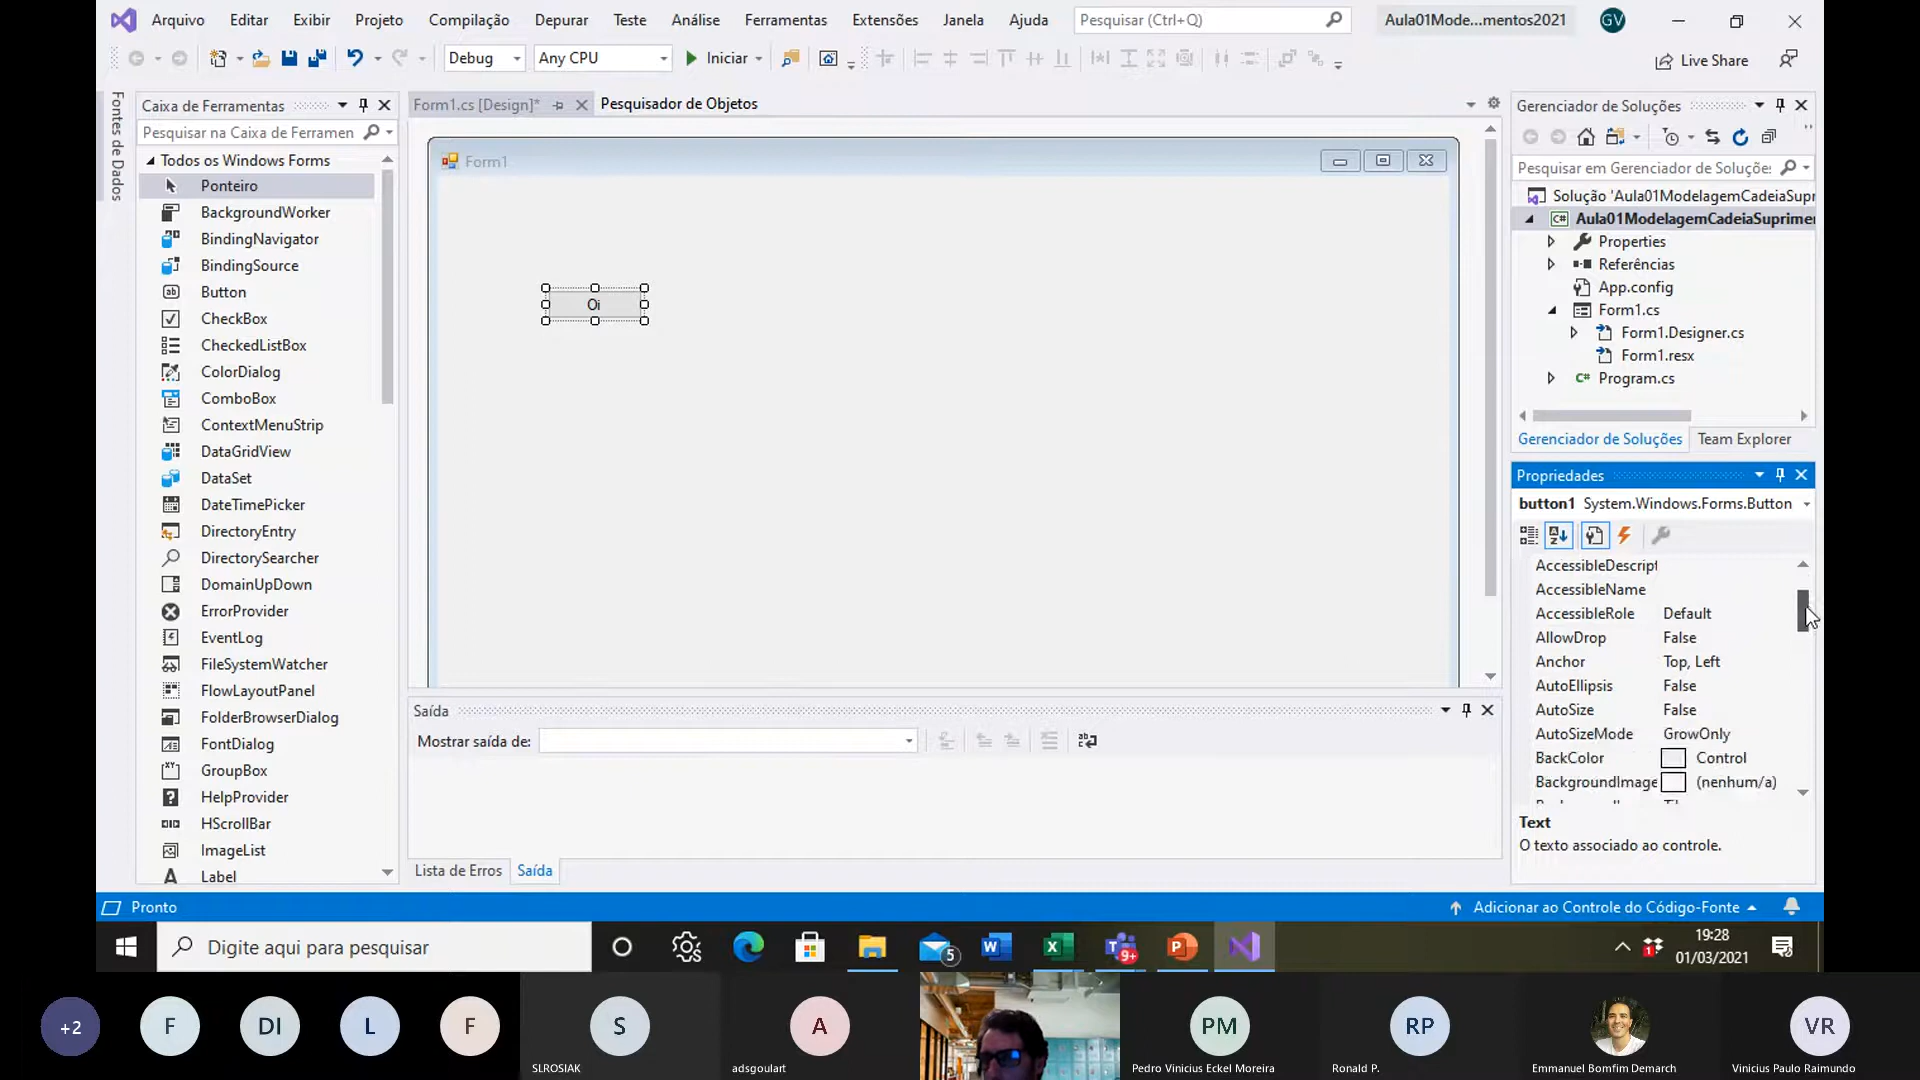 Arquivo Editar Exibir Projeto Compilação Depurar Teste Análise Ferramentas Extensões Janela Ajuda Pesquisar (Ctrl+Q) Aula01Mode...mentos2021 GV
Debug Any CPU Iniciar Live Share
Fontes de Dados
Caixa de Ferramentas
Pesquisar na Caixa de Ferramen
Todos os Windows Forms
Ponteiro
BackgroundWorker
BindingNavigator
BindingSource
Button
CheckBox
CheckedListBox
ColorDialog
ComboBox
ContextMenuStrip
DataGridView
DataSet
DateTimePicker
DirectoryEntry
DirectorySearcher
DomainUpDown
ErrorProvider
EventLog
FileSystemWatcher
FlowLayoutPanel
FolderBrowserDialog
FontDialog
GroupBox
HelpProvider
HScrollBar
ImageList
Label
Form1.cs [Design]* Pesquisador de Objetos
Form1
Oi
Saída
Mostrar saída de:
Lista de Erros Saída
Gerenciador de Soluções
Pesquisar em Gerenciador de Soluçõe:
Solução 'Aula01ModelagemCadeiaSupr
Aula01ModelagemCadeiaSuprimer
Properties
Referências
App.config
Form1.cs
Form1.Designer.cs
Form1.resx
Program.cs
Gerenciador de Soluções Team Explorer
Propriedades
button1 System.Windows.Forms.Button
AccessibleDescript
AccessibleName
AccessibleRole Default
AllowDrop False
Anchor Top, Left
AutoEllipsis False
AutoSize False
AutoSizeMode GrowOnly
BackColor Control
BackgroundImage (nenhum/a)
Text
O texto associado ao controle.
Pronto Adicionar ao Controle do Código-Fonte
Digite aqui para pesquisar 5 9+ 1 19:28
01/03/2021
+2 F DI L F S A PM RP VR
SLROSIAK adsgoulart Pedro Vinicius Eckel Moreira Ronald P. Emmanuel Bomfim Demarch Vinicius Paulo Raimundo